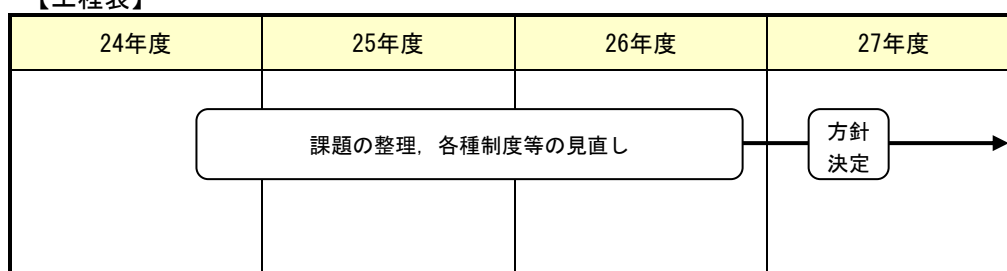 【工程表】
24年度 25年度 26年度 27年度
課題の整理，各種制度等の見直し
方針
決定